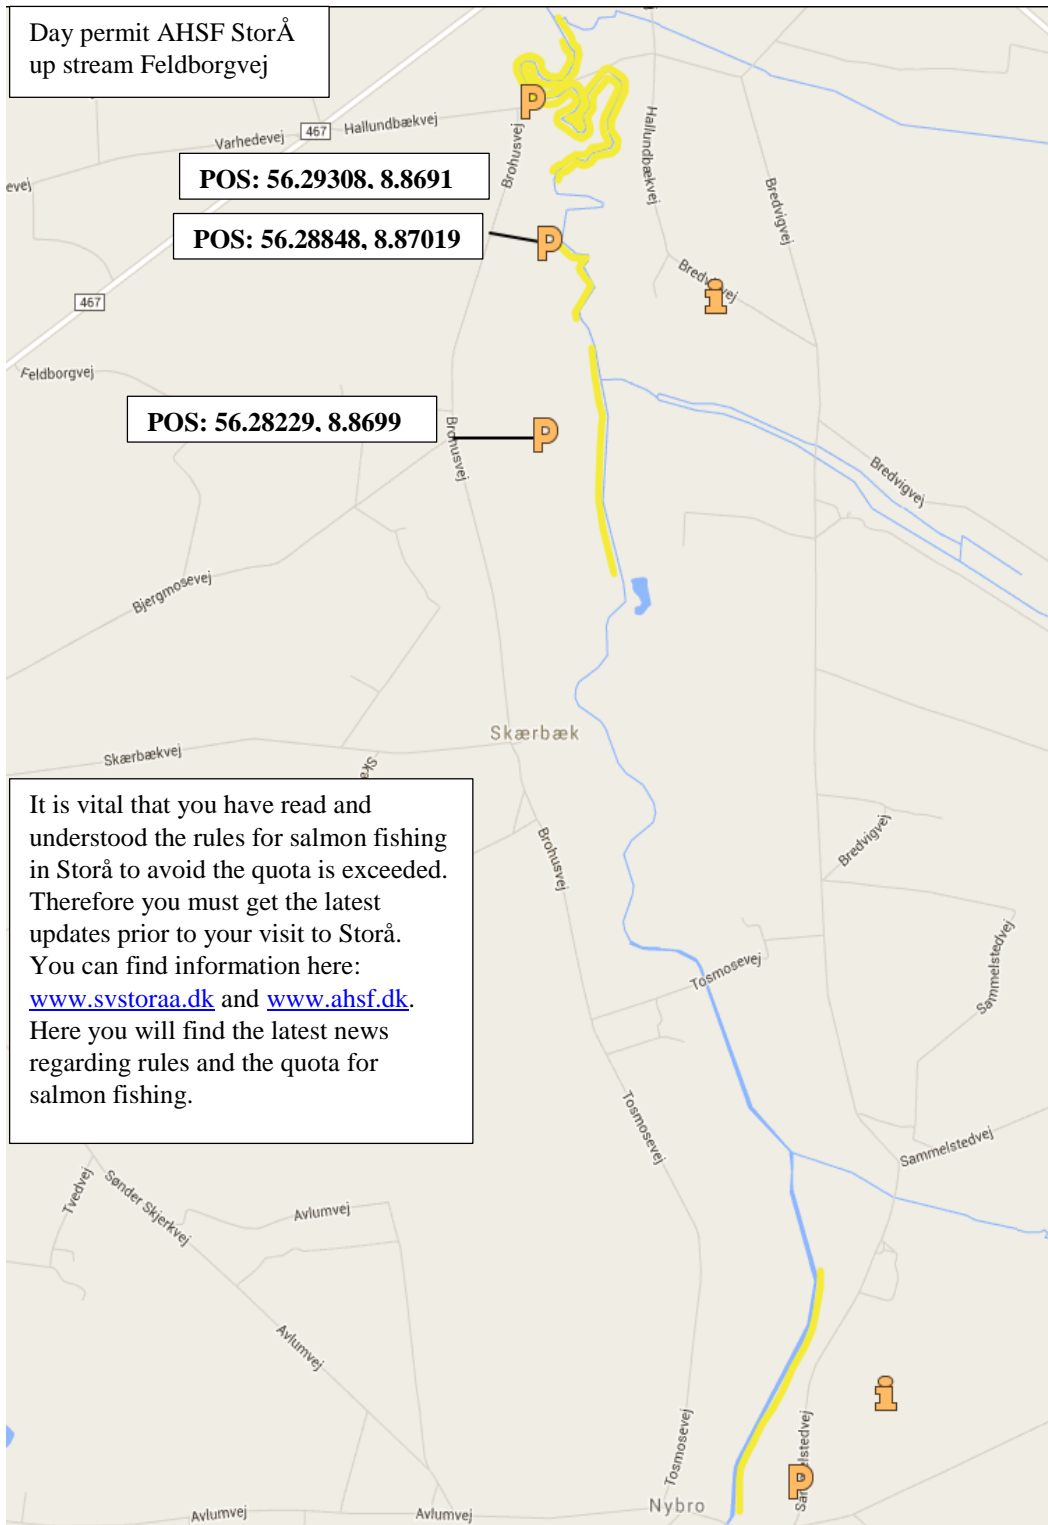 Day permit AHSF StorÅ
up stream Feldborgvej
P
Hallundbækvej
467
Varhedevej
Brohusvej
Hallundbækvej
evej
POS: 56.29308, 8.8691
Bredvigvej
POS: 56.28848, 8.87019
P
Bredvigvej
i
467
Feldborgvej
POS: 56.28229, 8.8699
P
Brohusvej
Bredvigvej
Bjergmosevej
Skærbæk
Skærbækvej
Ska
It is vital that you have read and
understood the rules for salmon fishing
in Storå to avoid the quota is exceeded.
Therefore you must get the latest
updates prior to your visit to Storå.
You can find information here:
www.svstoraa.dk and www.ahsf.dk.
Here you will find the latest news
regarding rules and the quota for
salmon fishing.
Brohusvej
Bredvigvej
Sammelstedvej
Tosmosevej
Tosmosevej
Sammelstedvej
Tvedvej
Sønder Skjerkvej
Avlumvej
Avlumvej
i
Tosmosevej
Sammelstedvej
P
Nybro
Avlumvej
Avlumvej